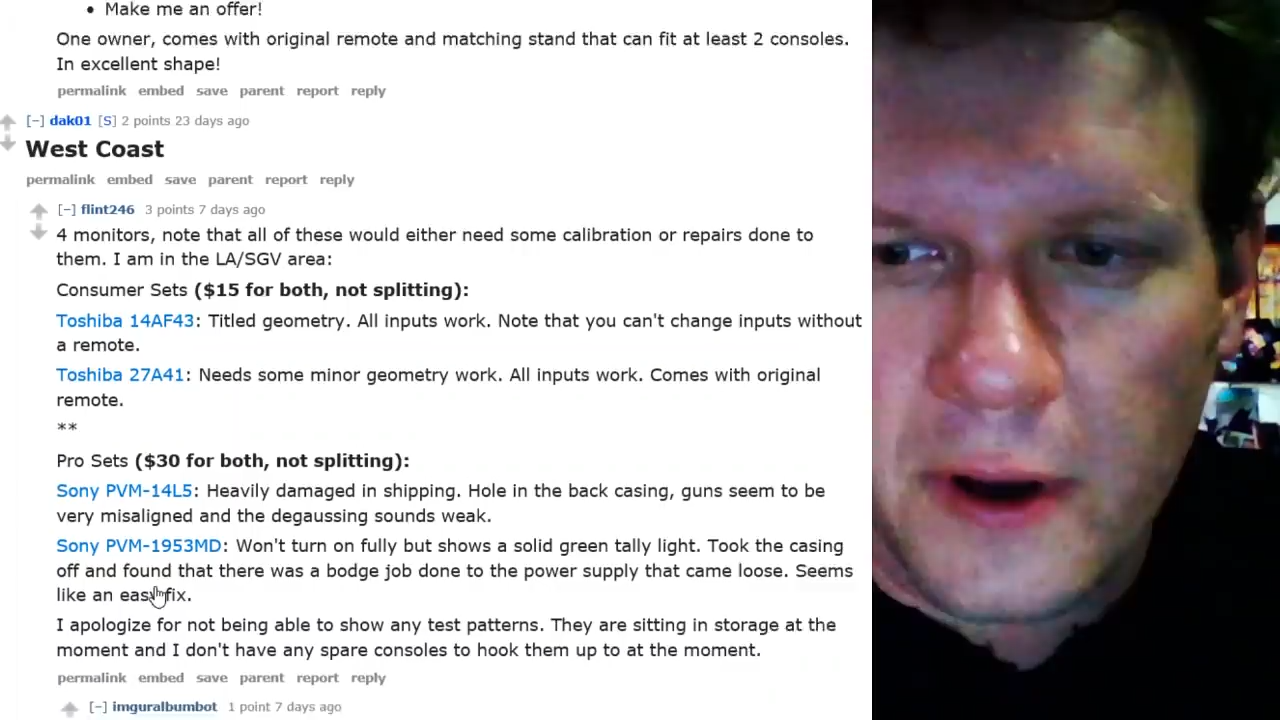 Make me an offer!
One owner, comes with original remote and matching stand that can fit at least 2 consoles.
In excellent shape!
permalink embed save parent report reply
[–] dak01 [S] 2 points 23 days ago
West Coast
permalink embed save parent report reply
[–] flint246 3 points 7 days ago
4 monitors, note that all of these would either need some calibration or repairs done to
them. I am in the LA/SGV area:
Consumer Sets ($15 for both, not splitting):
Toshiba 14AF43: Titled geometry. All inputs work. Note that you can't change inputs without
a remote.
Toshiba 27A41: Needs some minor geometry work. All inputs work. Comes with original
remote.
**
Pro Sets ($30 for both, not splitting):
Sony PVM-14L5: Heavily damaged in shipping. Hole in the back casing, guns seem to be
very misaligned and the degaussing sounds weak.
Sony PVM-1953MD: Won't turn on fully but shows a solid green tally light. Took the casing
off and found that there was a bodge job done to the power supply that came loose. Seems
like an easy fix.
I apologize for not being able to show any test patterns. They are sitting in storage at the
moment and I don't have any spare consoles to hook them up to at the moment.
permalink embed save parent report reply
[–] imguralbumbot 1 point 7 days ago